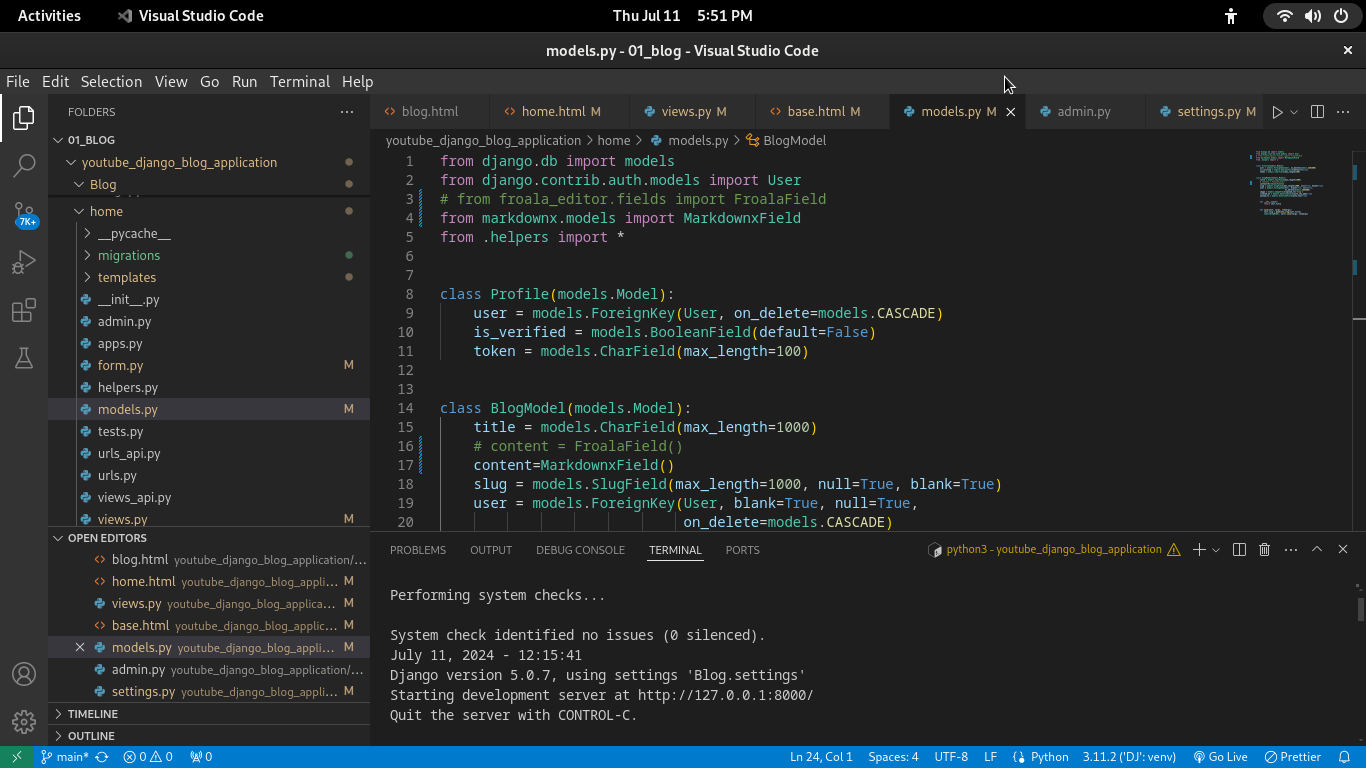 Activities Visual Studio Code Thu Jul 11 5:51 PM
models.py - 01_blog - Visual Studio Code
File Edit Selection View Go Run Terminal Help
FOLDERS
01_BLOG
youtube_django_blog_application
Blog
home
__pycache__
migrations
templates
__init__.py
admin.py
apps.py
form.py M
helpers.py
models.py M
tests.py
urls_api.py
urls.py
views_api.py
views.py M
OPEN EDITORS
blog.html youtube_django_blog_application/...
home.html youtube_django_blog_appli... M
views.py youtube_django_blog_applica... M
base.html youtube_django_blog_applic... M
models.py youtube_django_blog_appli... M
admin.py youtube_django_blog_application/...
settings.py youtube_django_blog_appli... M
TIMELINE
OUTLINE
7K+
blog.html home.html M views.py M base.html M models.py M admin.py settings.py M
youtube_django_blog_application > home > models.py > BlogModel
1 from django.db import models
2 from django.contrib.auth.models import User
3 # from froala_editor.fields import FroalaField
4 from markdownx.models import MarkdownxField
5 from .helpers import *
6
7
8 class Profile(models.Model):
9 user = models.ForeignKey(User, on_delete=models.CASCADE)
10 is_verified = models.BooleanField(default=False)
11 token = models.CharField(max_length=100)
12
13
14 class BlogModel(models.Model):
15 title = models.CharField(max_length=1000)
16 # content = FroalaField()
17 content=MarkdownxField()
18 slug = models.SlugField(max_length=1000, null=True, blank=True)
19 user = models.ForeignKey(User, blank=True, null=True,
20 on_delete=models.CASCADE)
PROBLEMS OUTPUT DEBUG CONSOLE TERMINAL PORTS python3 - youtube_django_blog_application
Performing system checks...
System check identified no issues (0 silenced).
July 11, 2024 - 12:15:41
Django version 5.0.7, using settings 'Blog.settings'
Starting development server at http://127.0.0.1:8000/
Quit the server with CONTROL-C.
main* 0 0 0 Ln 24, Col 1 Spaces: 4 UTF-8 LF Python 3.11.2 ('DJ': venv) Go Live Prettier